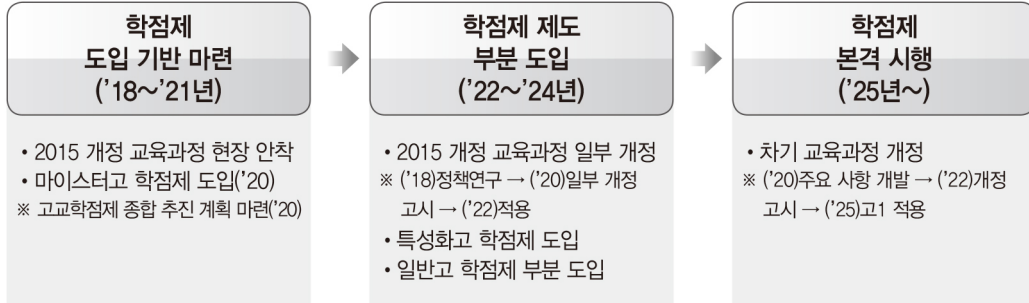 학점제
도입 기반 마련
('18~'21년)
• 2015 개정 교육과정 현장 안착
• 마이스터고 학점제 도입('20)
※ 고교학점제 종합 추진 계획 마련('20)
학점제 제도
부분 도입
('22~'24년)
• 2015 개정 교육과정 일부 개정
※ ('18)정책연구 → ('20)일부 개정
고시 → ('22)적용
• 특성화고 학점제 도입
• 일반고 학점제 부분 도입
학점제
본격 시행
('25년~)
• 차기 교육과정 개정
※ ('20)주요 사항 개발 → ('22)개정
고시 → ('25)고1 적용